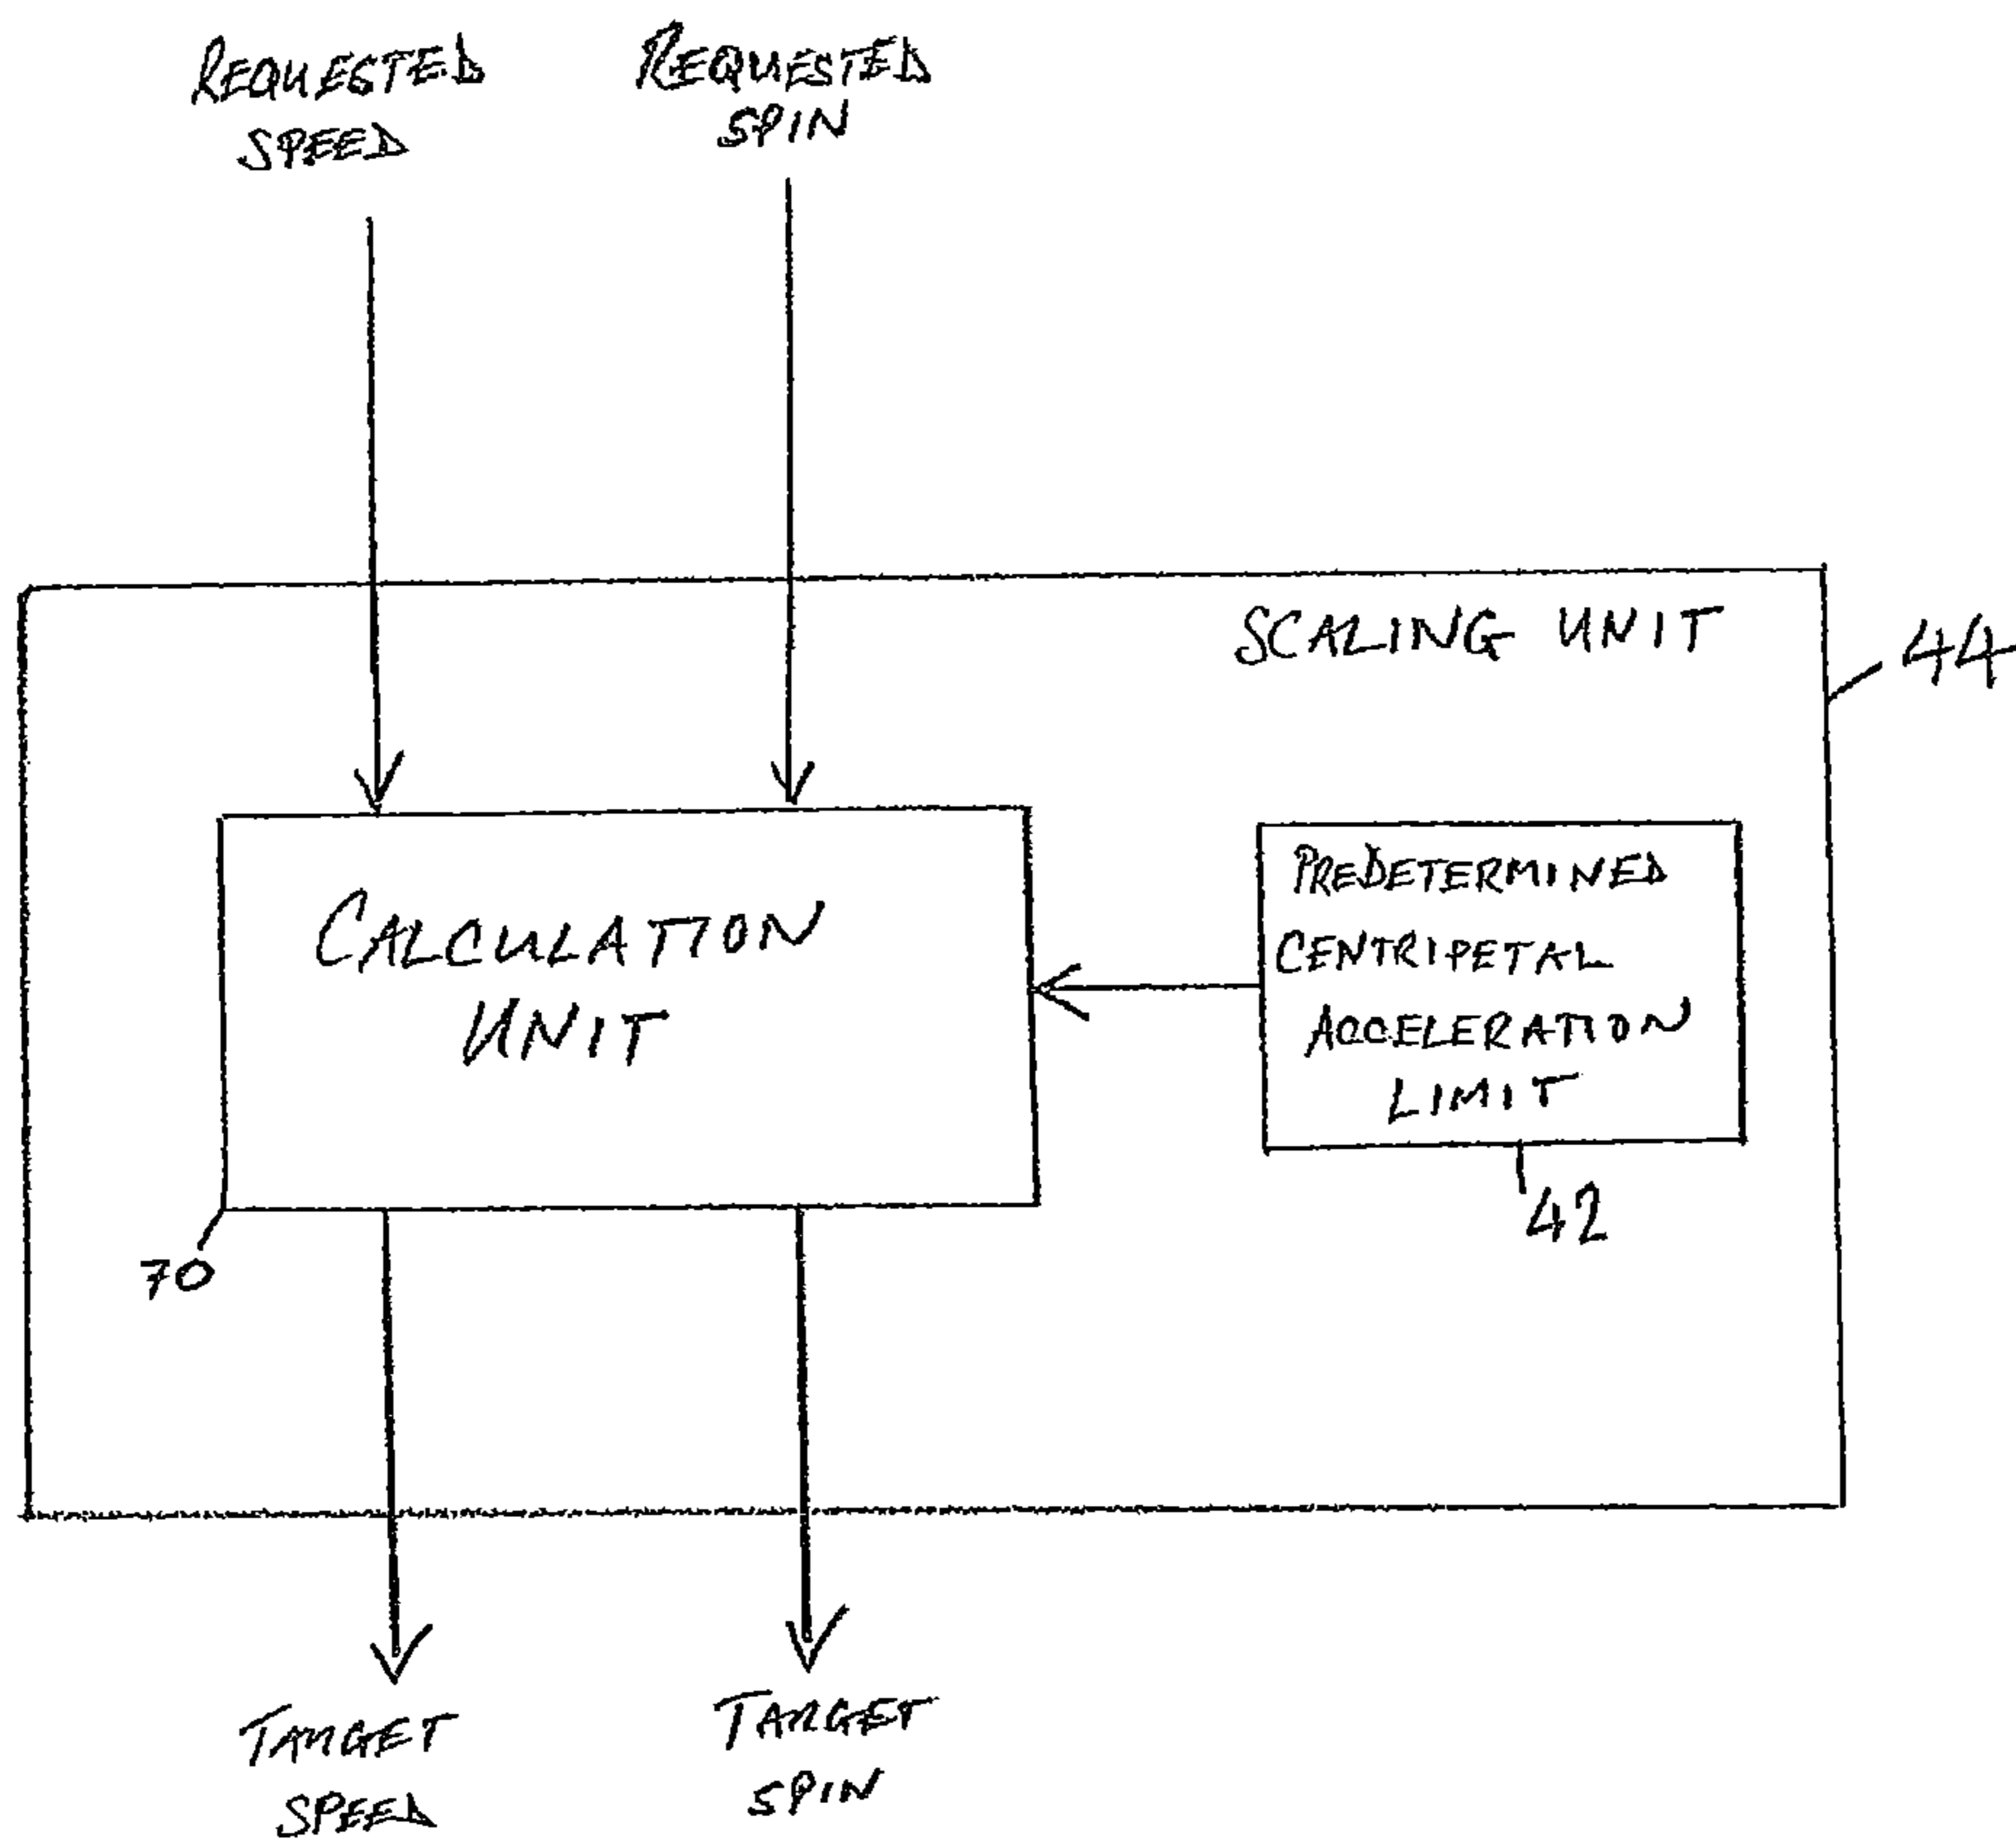 REQUESTED
SPEED
REQUESTED
SPIN
SCALING UNIT
44
CALCULATION
UNIT
PREDETERMINED
CENTRIPETAL
ACCELERATION
LIMIT
42
70
TARGET
SPEED
TARGET
SPIN